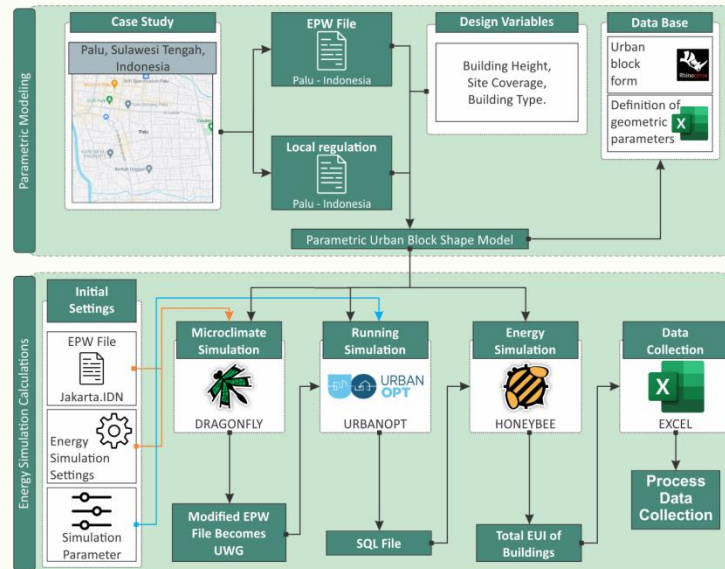 Parametric Modeling
Case Study
Palu, Sulawesi Tengah,
Indonesia
Palu
EPW File
Palu - Indonesia
Local regulation
Palu - Indonesia
Design Variables
Building Height,
Site Coverage,
Building Type.
Data Base
Urban
block
form
Definition of
geometric
parameters
Parametric Urban Block Shape Model
Energy Simulation Calculations
Initial
Settings
EPW File
Jakarta.IDN
Energy
Simulation
Settings
Simulation
Parameter
Microclimate
Simulation
DRAGONFLY
Modified EPW
File Becomes
UWG
Running
Simulation
URBAN
OPT
URBANOPT
SQL File
Energy
Simulation
HONEYBEE
Total EUI of
Buildings
Data
Collection
X
EXCEL
Process
Data
Collection